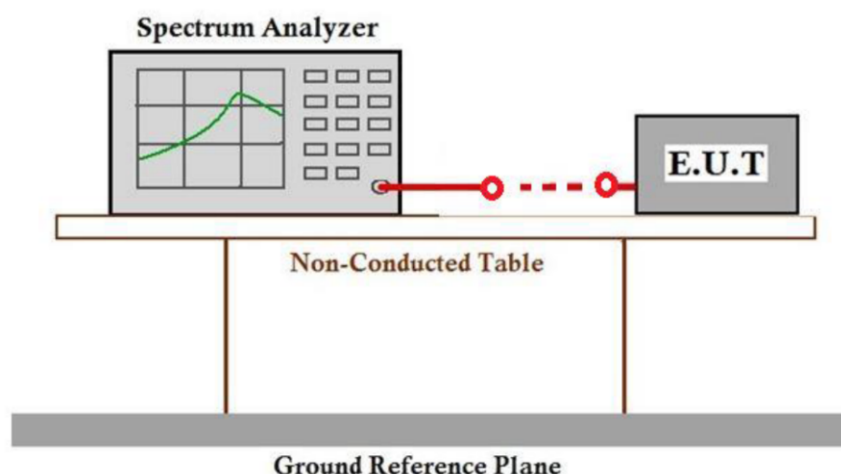 Spectrum Analyzer
E.U.T
Non-Conducted Table
Ground Reference Plane